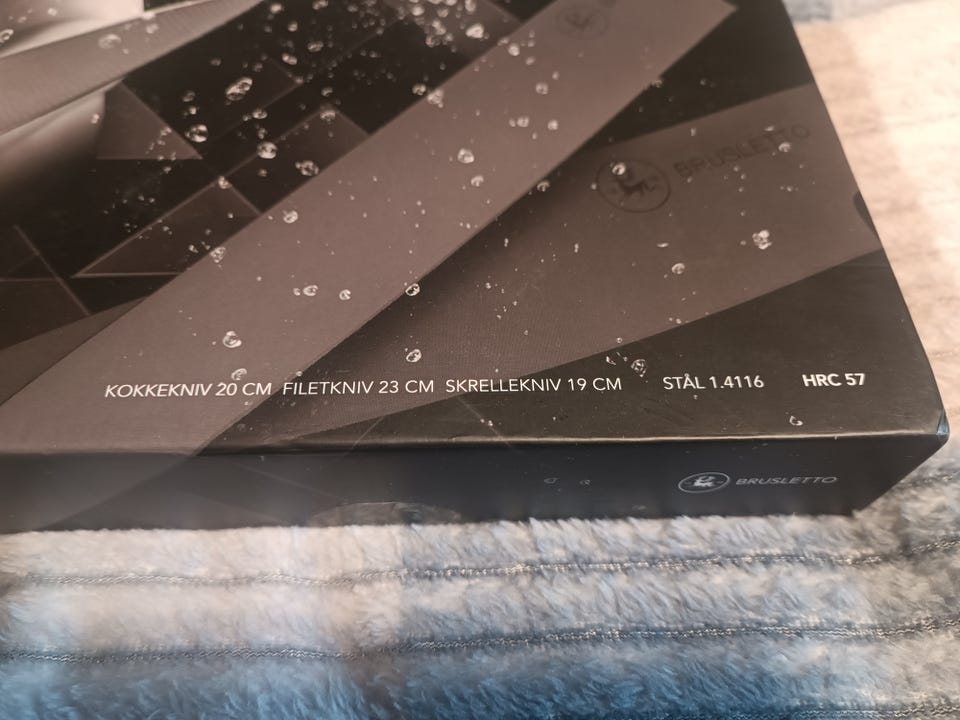 BRUSLETTO
KOKKEKNIV 20 CM FILETKNIV 23 CM SKRELLEKNIV 19 CM STÅL 1.4116 HRC 57
BRUSLETTO